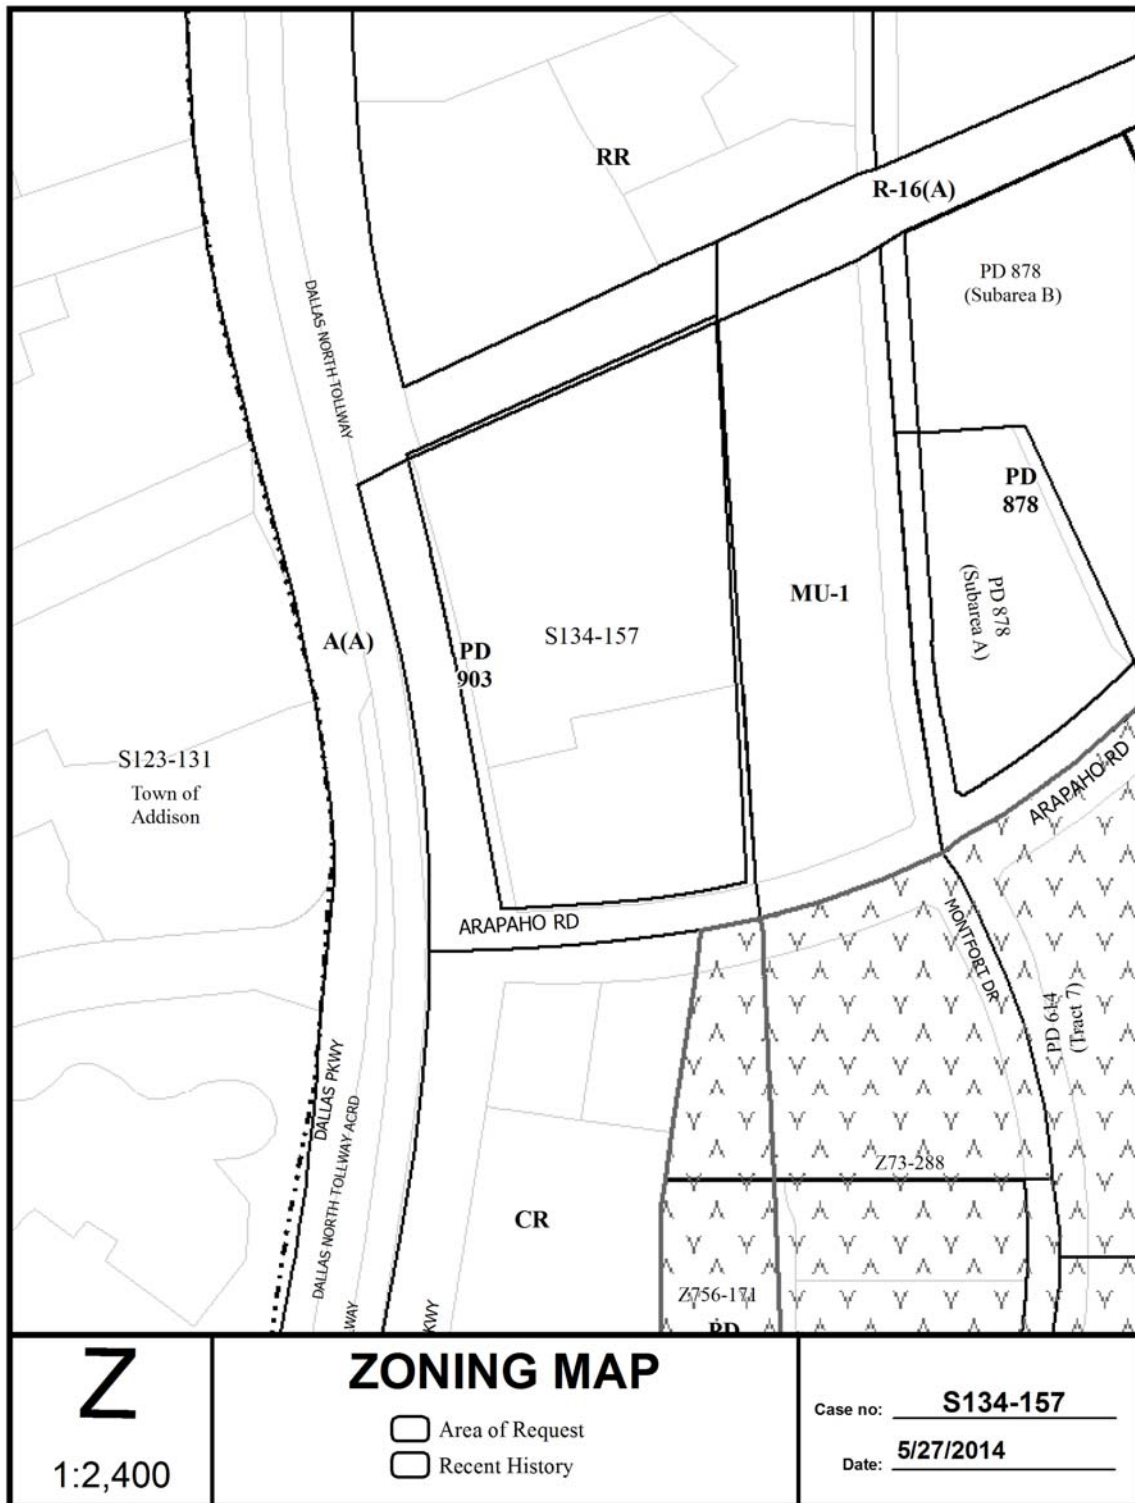 RR
R-16(A)
PD 878
(Subarea B)
DALLAS NORTH TOLLWAY
PD
878
PD 878
(Subarea A)
MU-1
S134-157
A(A)
PD
903
S123-131
Town of
Addison
ARAPAHO RD
ARAPAHO RD
MONTFORT DR
PD 614
(Tract 7)
DALLAS PKWY
DALLAS NORTH TOLLWAY ACRD
Z73-288
CR
Z756-171
PD
WAY
KWY
Z
1:2,400
ZONING MAP
Area of Request
Recent History
Case no: S134-157
Date: 5/27/2014